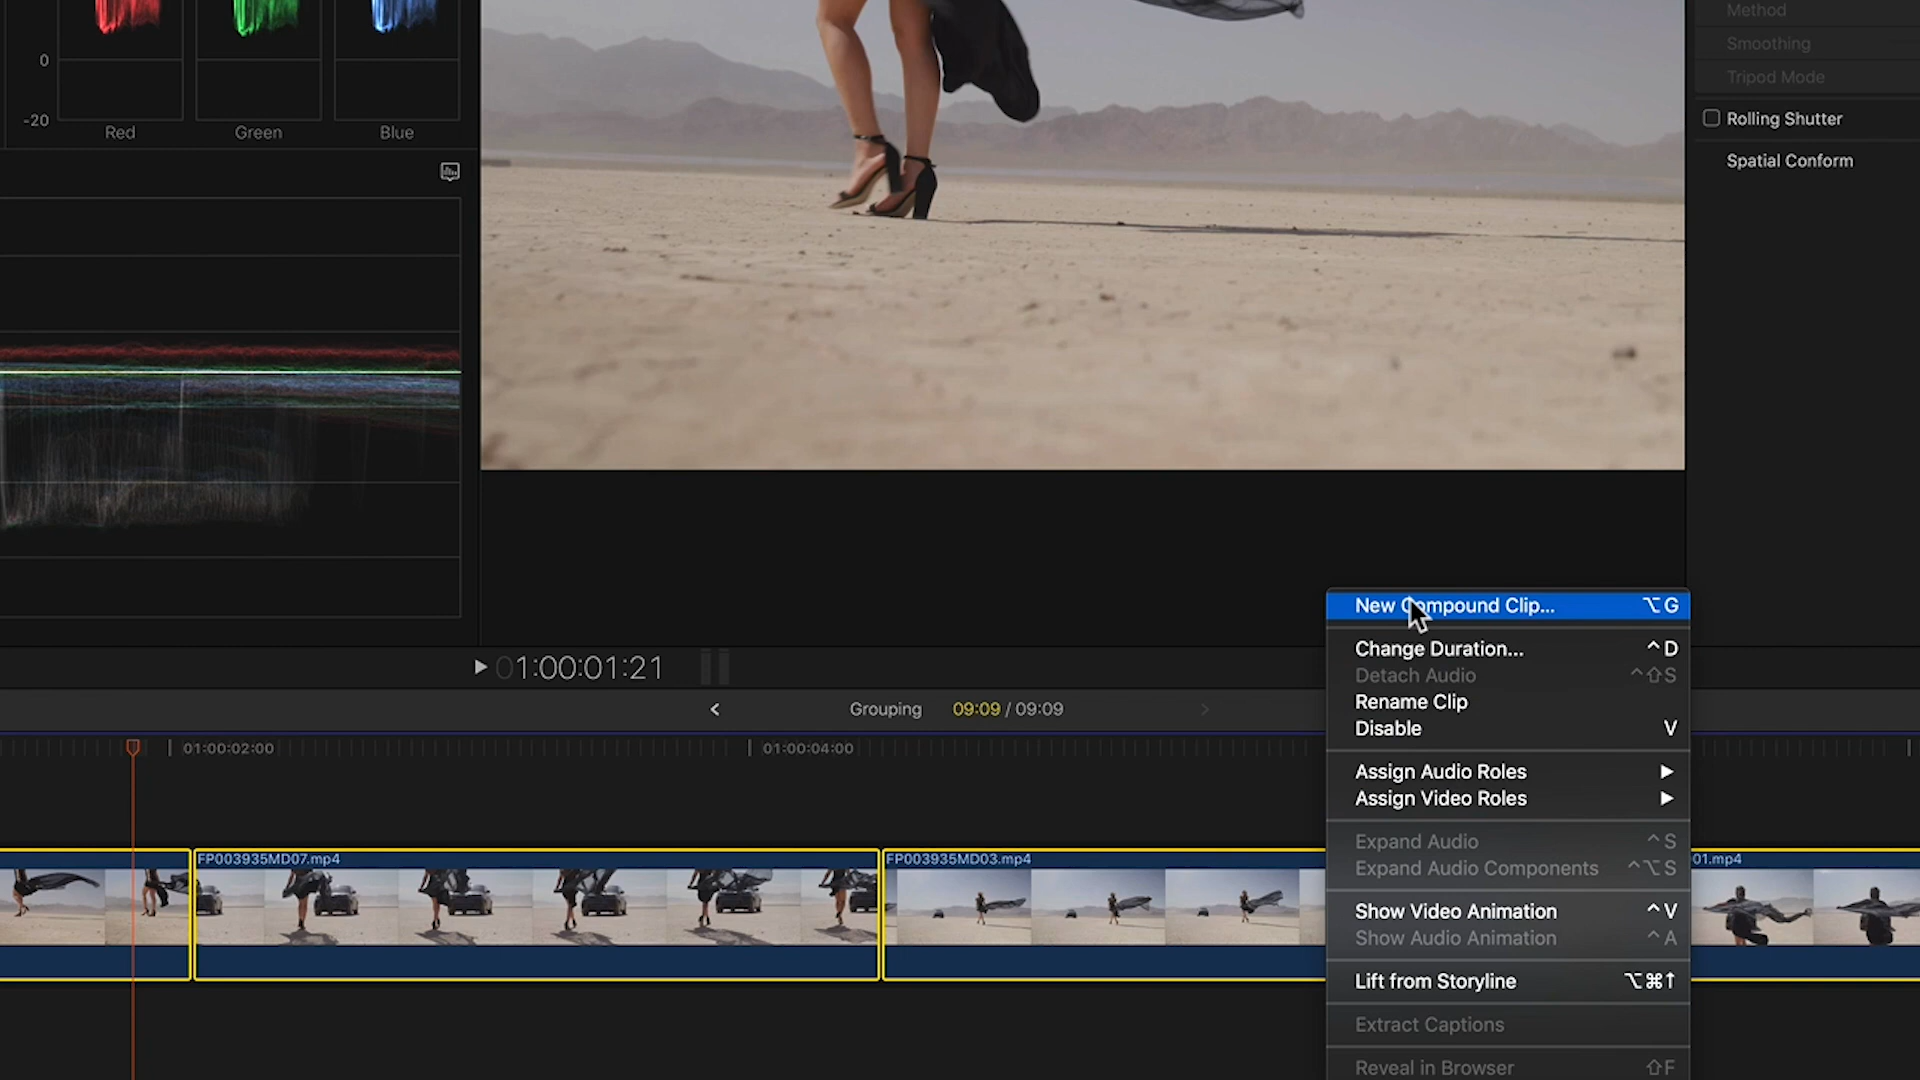 0
-20
Red
Green
Blue
Method
Smoothing
Tripod Mode
Rolling Shutter
Spatial Conform
01:00:01:21
Grouping 09:09 / 09:09
01:00:02:00
01:00:04:00
FP003935MD07.mp4
FP003935MD03.mp4
01.mp4
New Compound Clip... ⌥G
Change Duration... ^D
Detach Audio ^⇧S
Rename Clip
Disable V
Assign Audio Roles
Assign Video Roles
Expand Audio ^S
Expand Audio Components ^⌥S
Show Video Animation ^V
Show Audio Animation ^A
Lift from Storyline ⌥⌘↑
Extract Captions
Reveal in Browser ⇧F